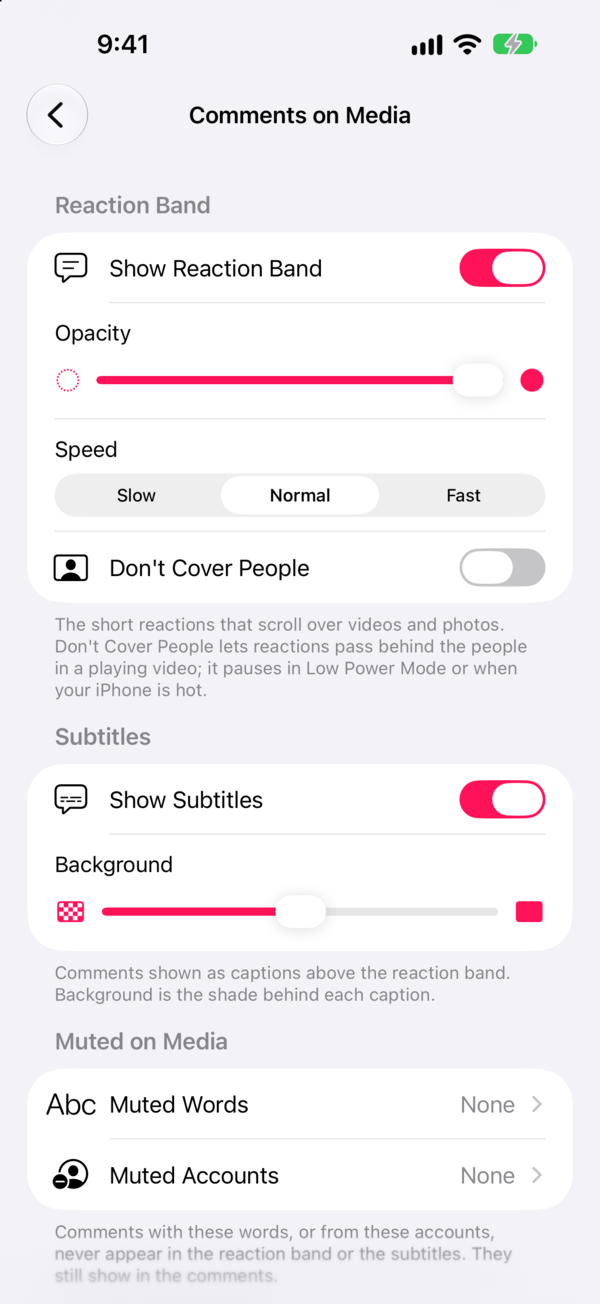 9:41
Comments on Media
Reaction Band
Show Reaction Band
Opacity
Speed
Slow
Normal
Fast
Don't Cover People
The short reactions that scroll over videos and photos.
Don't Cover People lets reactions pass behind the people
in a playing video; it pauses in Low Power Mode or when
your iPhone is hot.
Subtitles
Show Subtitles
Background
Comments shown as captions above the reaction band.
Background is the shade behind each caption.
Muted on Media
Abc Muted Words None
Muted Accounts None
Comments with these words, or from these accounts,
never appear in the reaction band or the subtitles. They
still show in the comments.